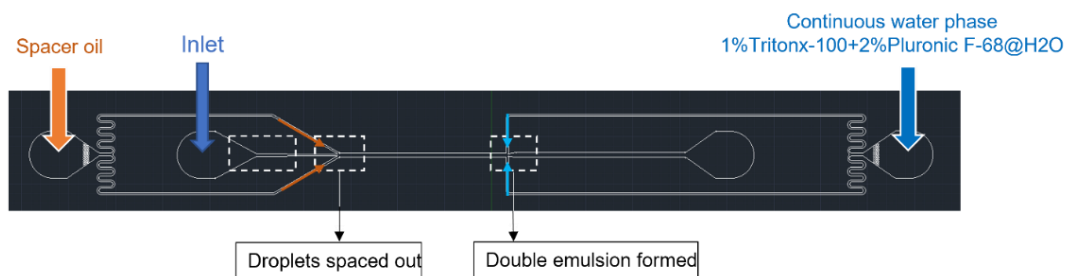 Spacer oil
Inlet
Continuous water phase
1%Tritonx-100+2%Pluronic F-68@H2O
Droplets spaced out
Double emulsion formed